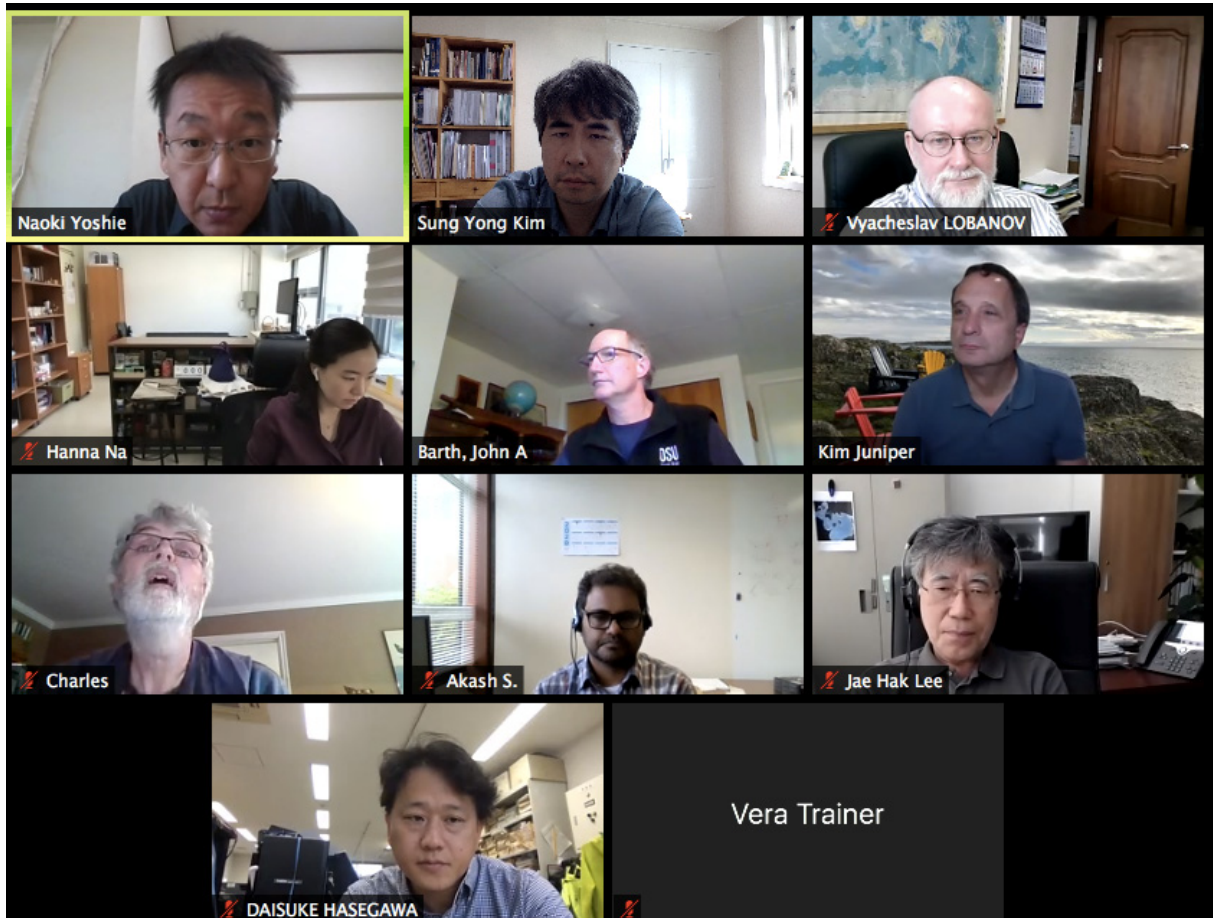 Naoki Yoshie
Sung Yong Kim
Vyacheslav LOBANOV
Hanna Na
Barth, John A
OSU
Kim Juniper
Charles
Akash S.
Jae Hak Lee
DAISUKE HASEGAWA
Vera Trainer